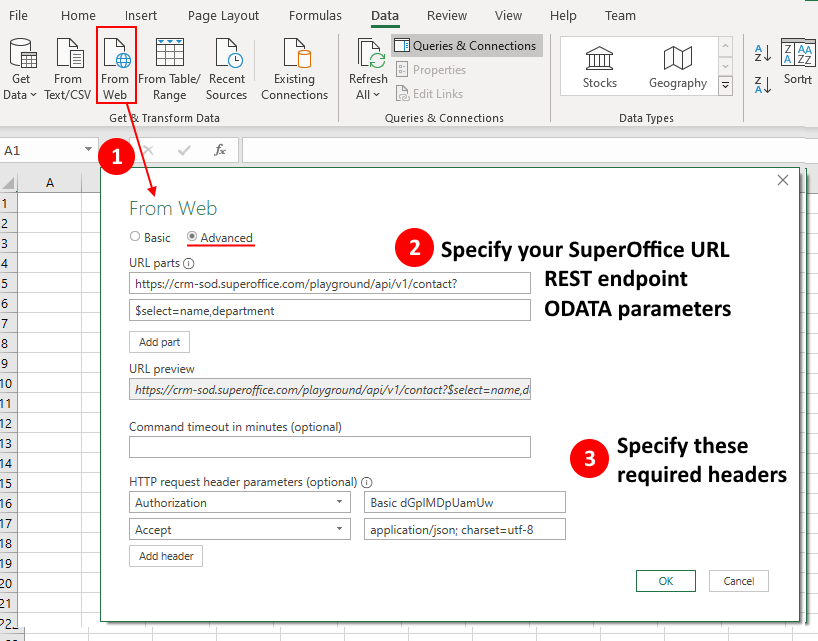 File Home Insert Page Layout Formulas Data Review View Help Team
Get Data
From Text/CSV
From Web
From Table/ Range
Recent Sources
Existing Connections
Get & Transform Data
Refresh All
Queries & Connections
Properties
Edit Links
Queries & Connections
Stocks
Geography
Data Types
A Z
Z A
Z A A Z
Sort
A1
fx
1
A
1
2
3
4
5
6
7
8
9
10
11
12
13
14
15
16
17
18
19
20
21
22
From Web
Basic Advanced
2
Specify your SuperOffice URL
REST endpoint
ODATA parameters
URL parts
https://crm-sod.superoffice.com/playground/api/v1/contact?
$select=name,department
Add part
URL preview
https://crm-sod.superoffice.com/playground/api/v1/contact?$select=name,d
Command timeout in minutes (optional)
3
Specify these
required headers
HTTP request header parameters (optional)
Authorization Basic dGplMDpUamUw
Accept application/json; charset=utf-8
Add header
OK Cancel